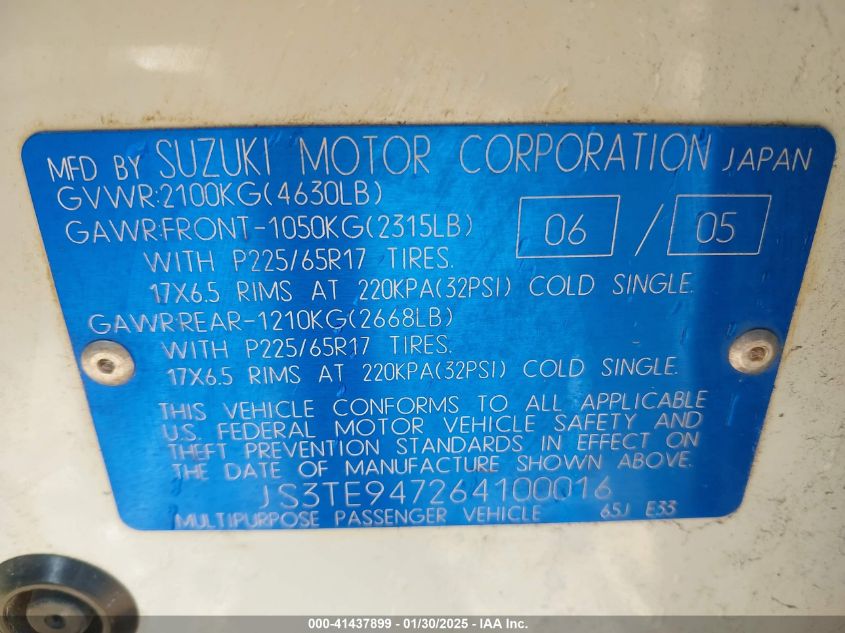 MFD BY SUZUKI MOTOR CORPORATION JAPAN
GVWR:2100KG(4630LB)
GAWR:FRONT-1050KG(2315LB) 06 / 05
WITH P225/65R17 TIRES.
17X6.5 RIMS AT 220KPA(32PSI) COLD SINGLE.
GAWR:REAR-1210KG(2668LB)
WITH P225/65R17 TIRES.
17X6.5 RIMS AT 220KPA(32PSI) COLD SINGLE.
THIS VEHICLE CONFORMS TO ALL APPLICABLE
U.S. FEDERAL MOTOR VEHICLE SAFETY AND
THEFT PREVENTION STANDARDS IN EFFECT ON
THE DATE OF MANUFACTURE SHOWN ABOVE.
JS3TE947264100016
MULTIPURPOSE PASSENGER VEHICLE 65J E33
000-41437899 - 01/30/2025 - IAA Inc.